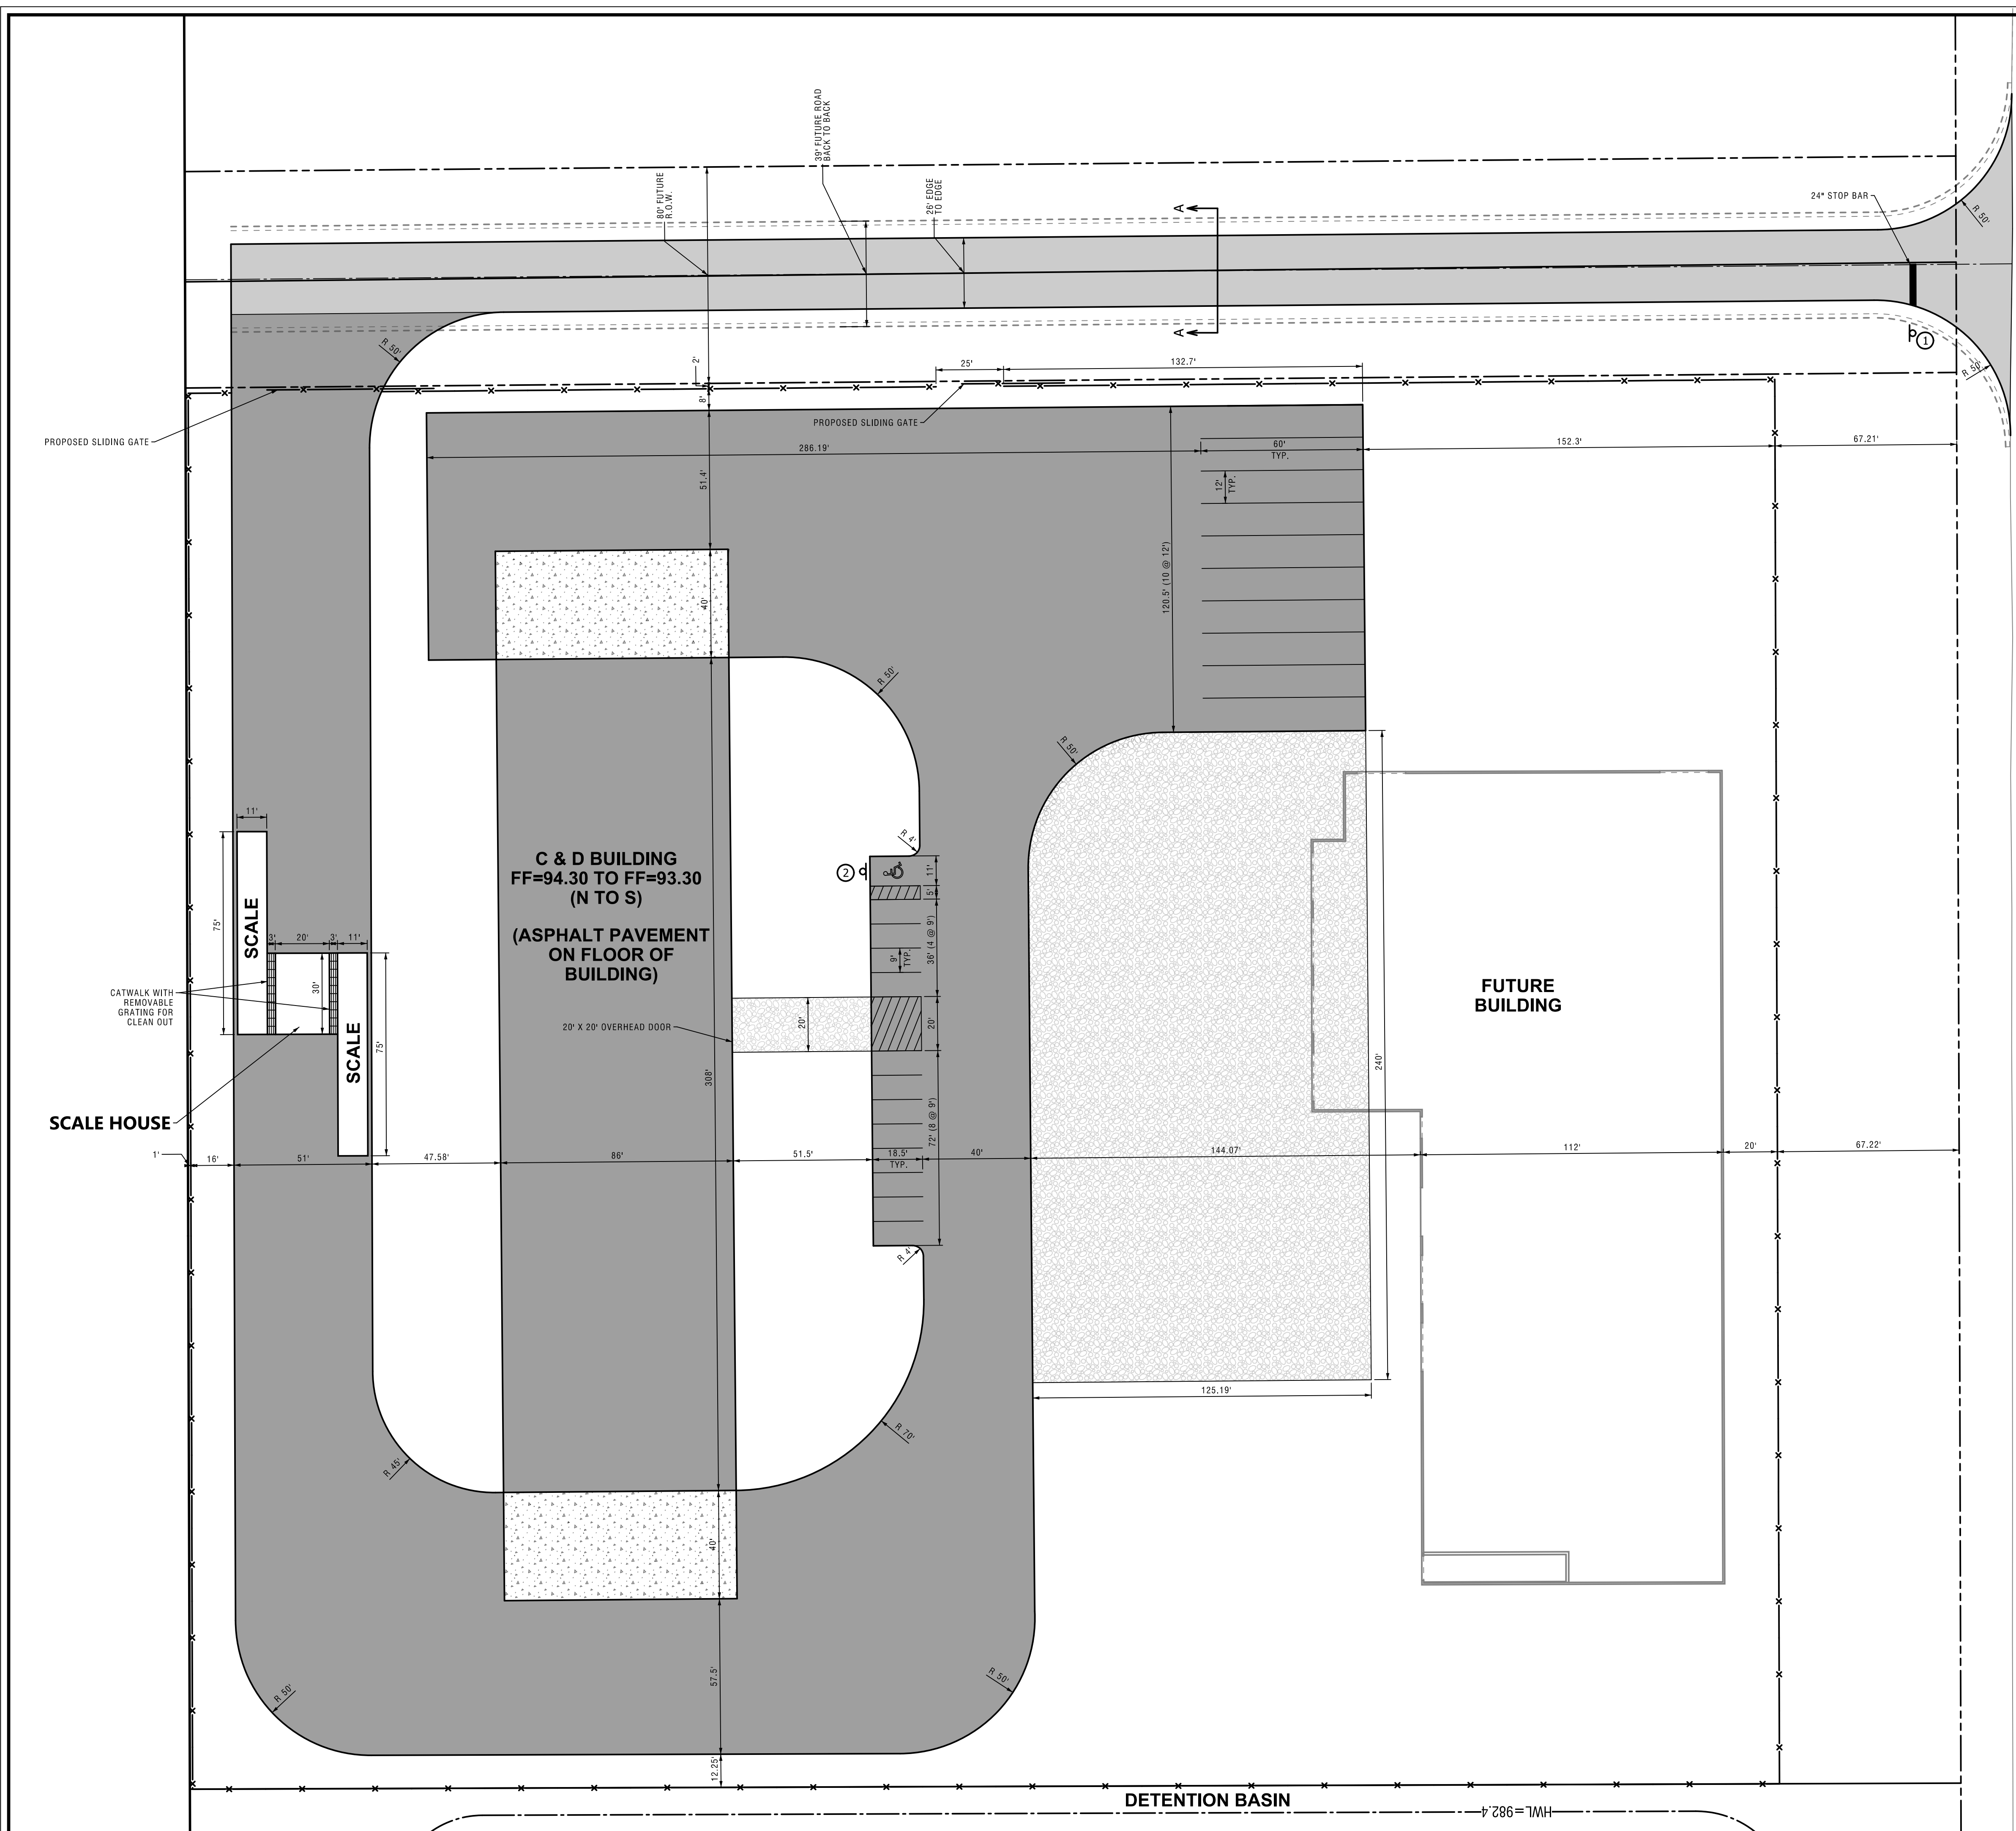 39' FUTURE ROAD
BACK TO BACK
80' FUTURE
R.O.W.
26' EDGE
TO EDGE
A
A
24" STOP BAR
R 50'
1
R 50'
R 50'
2'
25'
132.7'
8'
PROPOSED SLIDING GATE
PROPOSED SLIDING GATE
286.19'
60'
TYP.
152.3'
67.21'
51.4'
12'
TYP.
120.5' (10 @ 12')
40'
R 50'
R 50'
11'
75'
SCALE
3'
20'
3'
11'
30'
CATWALK WITH
REMOVABLE
GRATING FOR
CLEAN OUT
SCALE
75'
SCALE HOUSE
C & D BUILDING
FF=94.30 TO FF=93.30
(N TO S)
(ASPHALT PAVEMENT
ON FLOOR OF
BUILDING)
R 4'
2
11'
5'
9'
TYP.
36' (4 @ 9')
20' X 20' OVERHEAD DOOR
20'
20'
308'
72' (8 @ 9')
FUTURE
BUILDING
240'
1'
16'
51'
47.58'
86'
51.5'
18.5'
TYP.
40'
144.07'
112'
20'
67.22'
R 4'
125.19'
R 45'
R 70'
40'
57.5'
R 50'
R 50'
12.25'
DETENTION BASIN
HWL=982.4